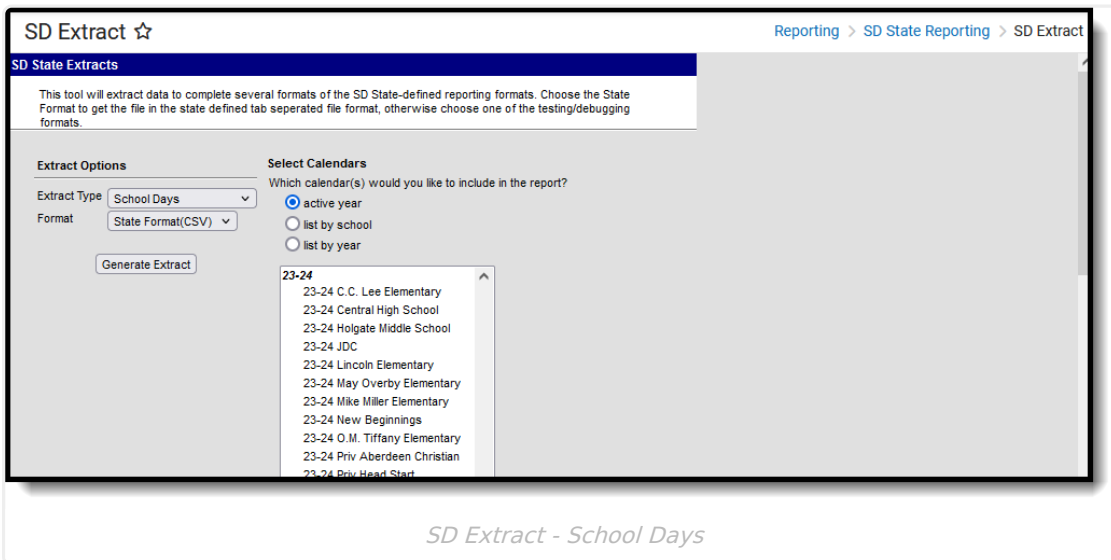 SD Extract ☆
Reporting > SD State Reporting > SD Extract
SD State Extracts
This tool will extract data to complete several formats of the SD State-defined reporting formats. Choose the State
Format to get the file in the state defined tab seperated file format, otherwise choose one of the testing/debugging
formats.
Extract Options
Extract Type School Days
Format State Format(CSV)
Generate Extract
Select Calendars
Which calendar(s) would you like to include in the report?
active year
list by school
list by year
23-24
23-24 C.C. Lee Elementary
23-24 Central High School
23-24 Holgate Middle School
23-24 JDC
23-24 Lincoln Elementary
23-24 May Overby Elementary
23-24 Mike Miller Elementary
23-24 New Beginnings
23-24 O.M. Tiffany Elementary
23-24 Priv Aberdeen Christian
23-24 Priv Head Start
SD Extract - School Days